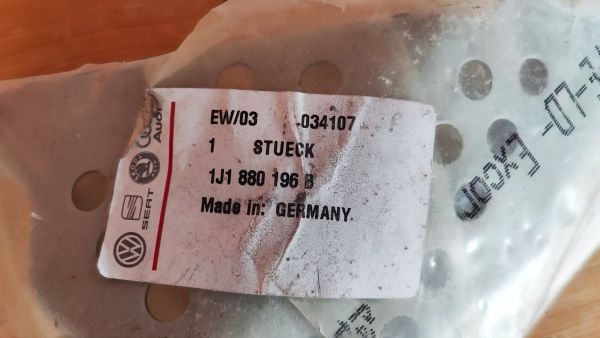 EW/03 034107
1 STUECK
1J1 880 196 B
Made in: GERMANY.
Audi
SEAT